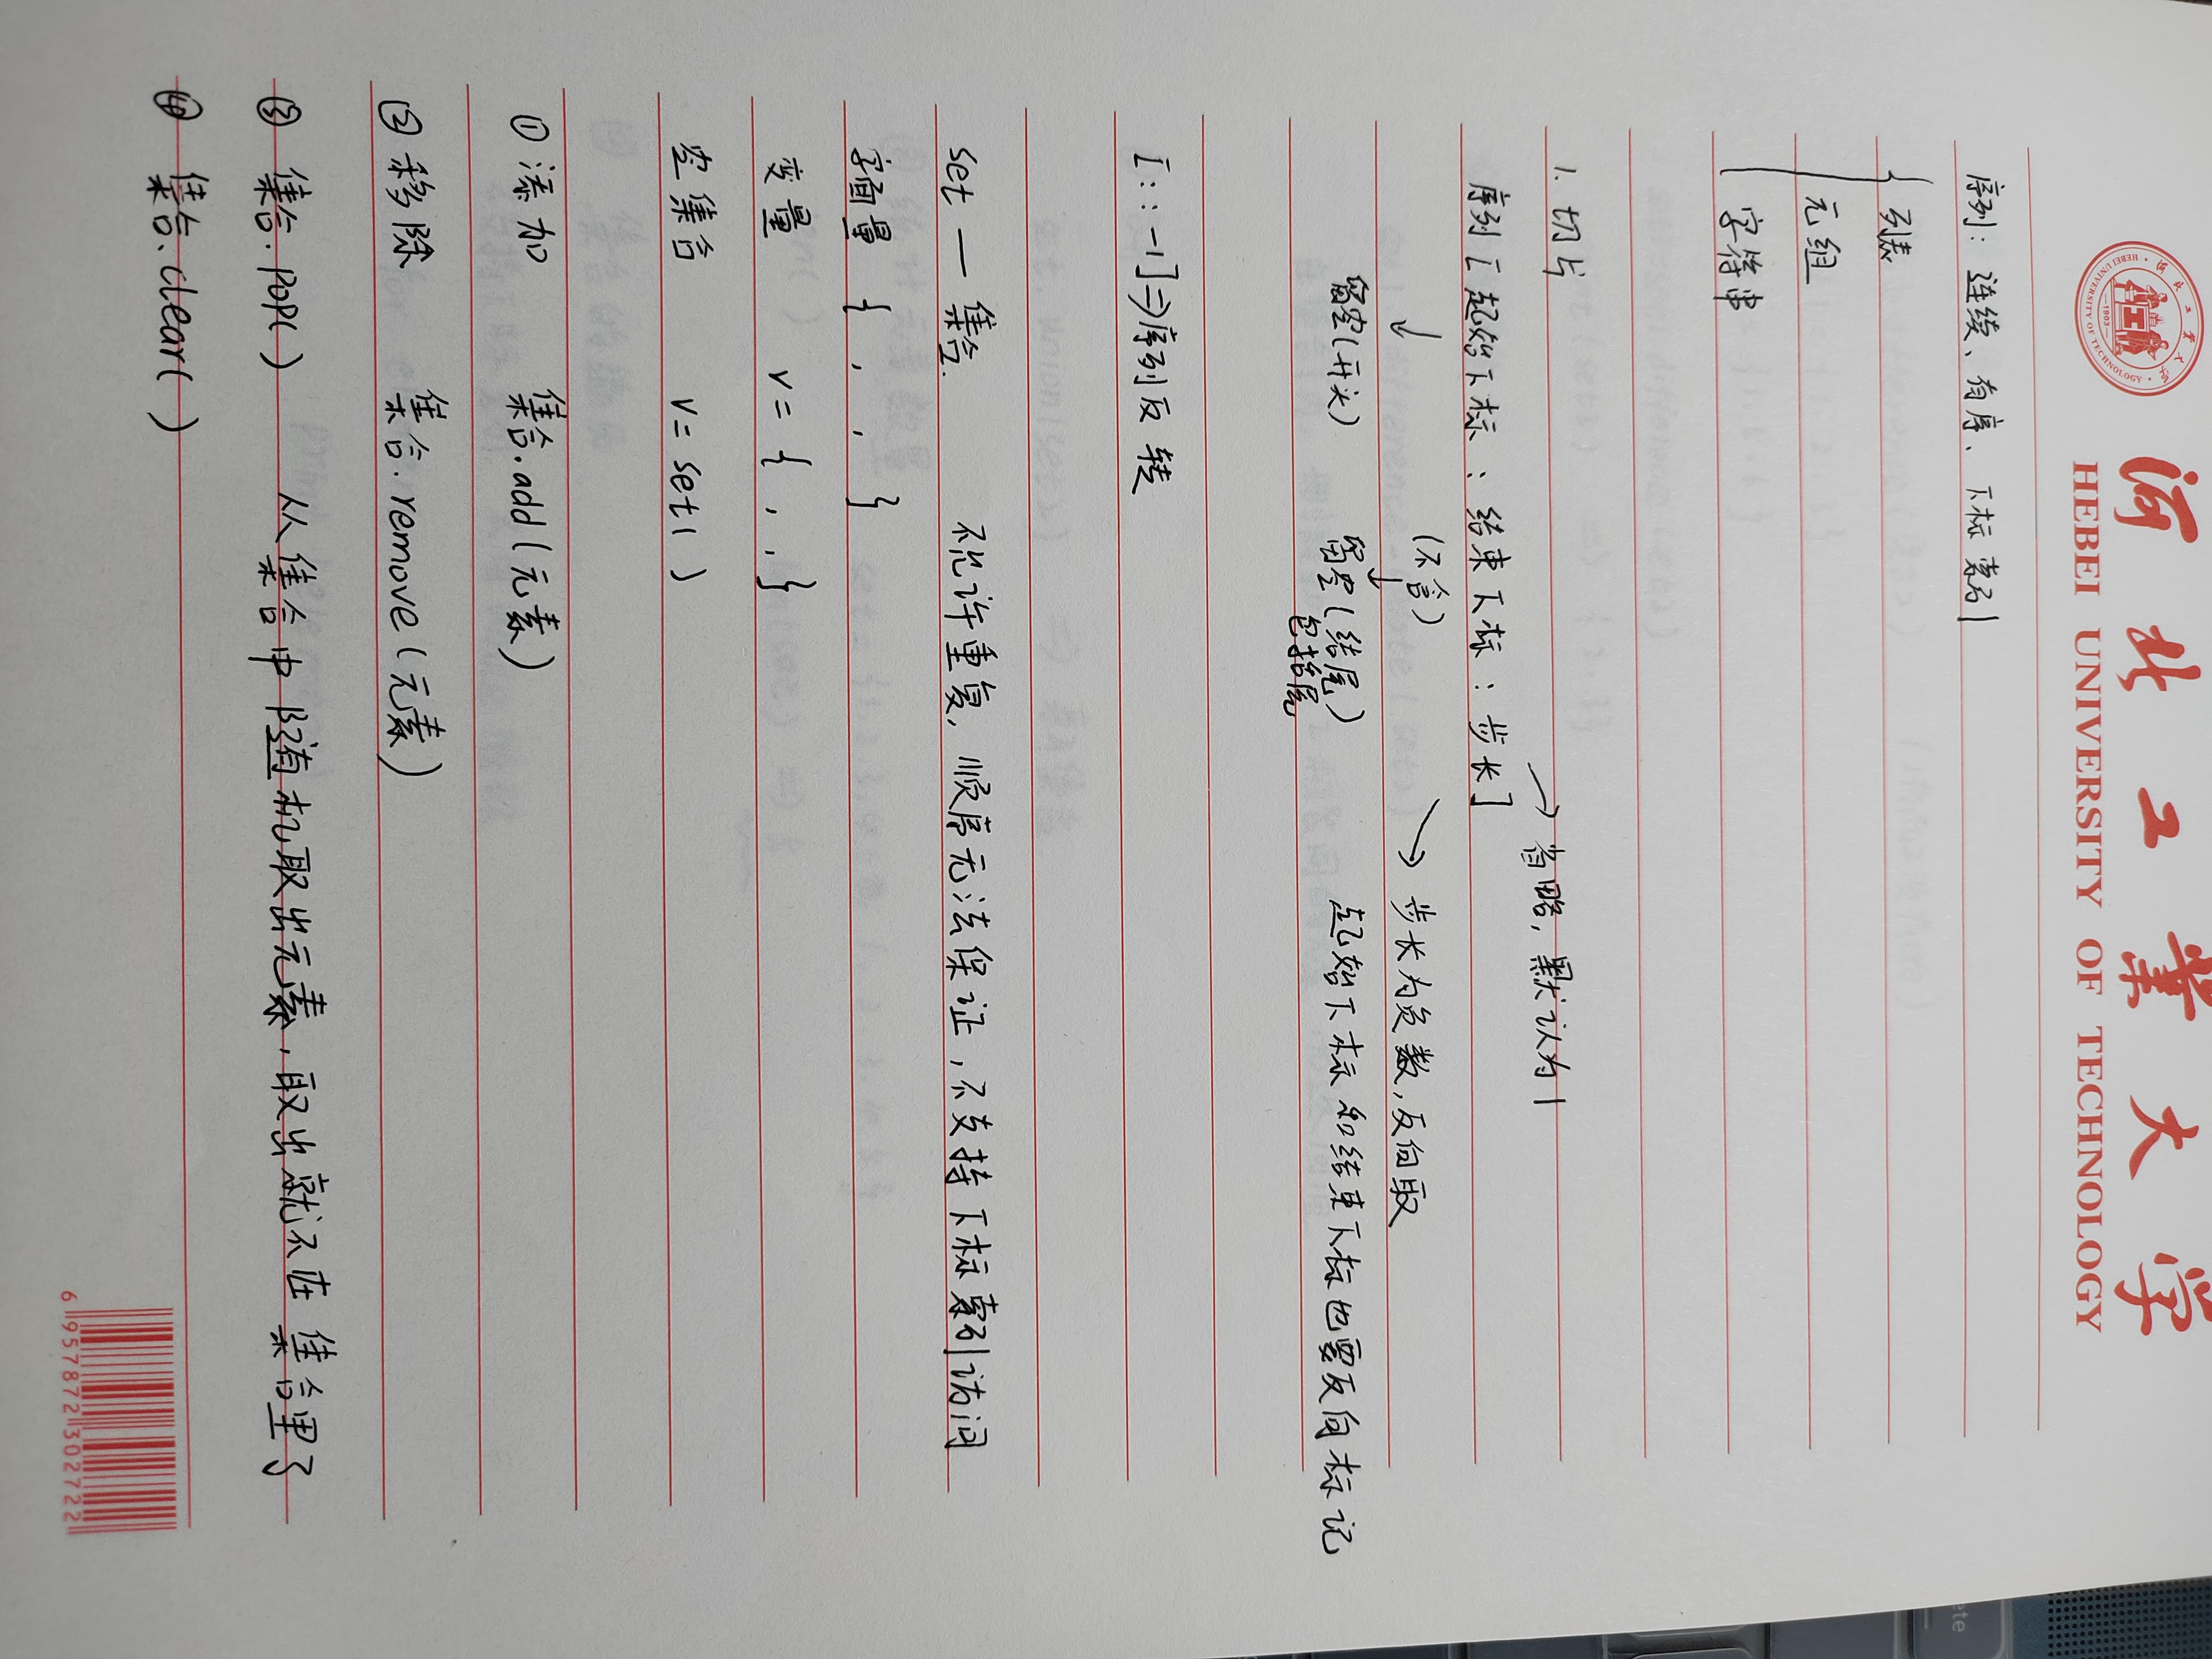 河北工業大学
HEBEI UNIVERSITY OF TECHNOLOGY
序列: 连续、有序、下标索引
列表
元组
字符串
1. 切片
→ 省略, 默认为1
序列 [ 起始下标 : 结束下标 : 步长 ]
(不含)
步长为负数, 反向取
留空(开头) 留空(结尾) 起始下标和结束下标也要反向标记
包括尾
[: : -1] => 序列反转
set — 集合. 不允许重复, 顺序无法保证, 不支持下标索引访问
字面量 { , , }
变量 v = { , , }
空集合 v = set( )
① 添加 集合.add(元素)
② 移除 集合.remove(元素)
③ 集合.pop( ) 从集合中随机取出元素, 取出就不在集合里了
④ 集合.clear( )
6 957872 302722